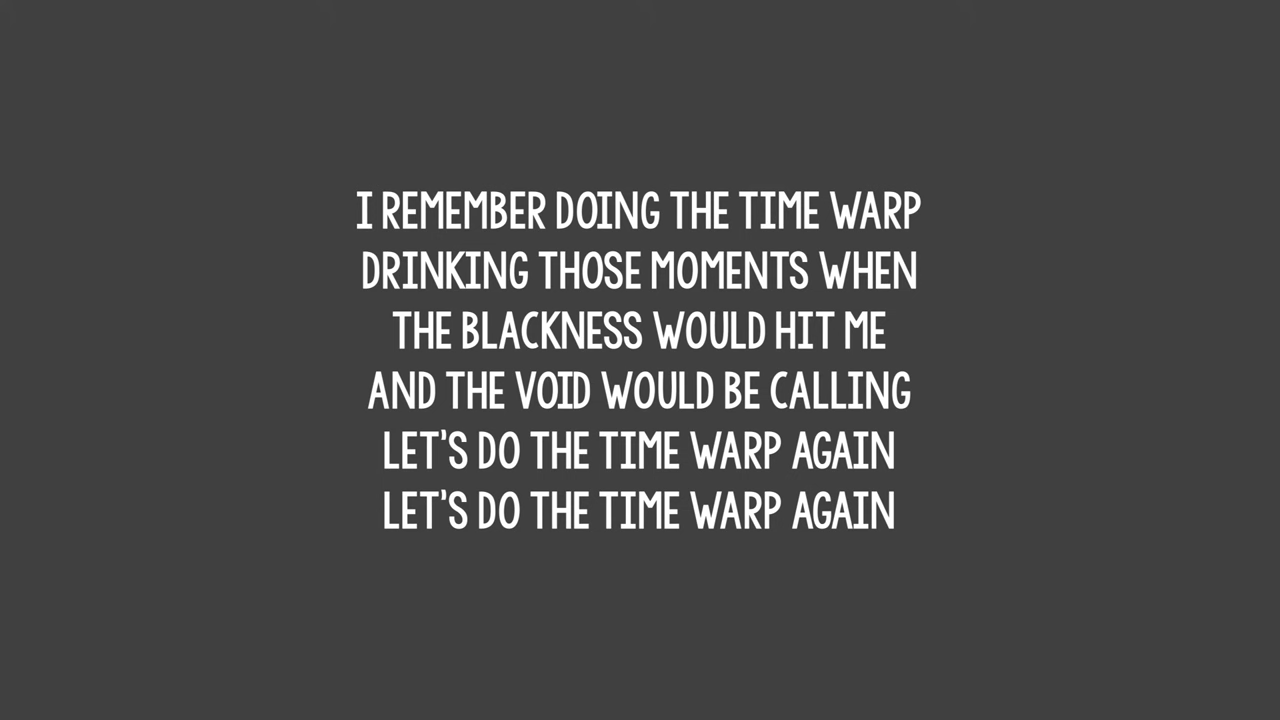 I REMEMBER DOING THE TIME WARP
DRINKING THOSE MOMENTS WHEN
THE BLACKNESS WOULD HIT ME
AND THE VOID WOULD BE CALLING
LET'S DO THE TIME WARP AGAIN
LET'S DO THE TIME WARP AGAIN